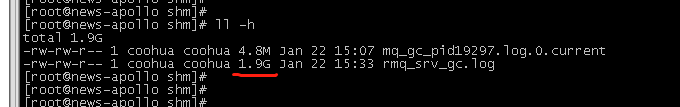 [root@news-apollo shm]#
[root@news-apollo shm]# ll -h
total 1.9G
-rw-rw-r-- 1 coohua coohua 4.8M Jan 22 15:07 mq_gc_pid19297.log.0.current
-rw-rw-r-- 1 coohua coohua 1.9G Jan 22 15:33 rmq_srv_gc.log
[root@news-apollo shm]#
[root@news-apollo shm]#
[root@news-apollo shm]#